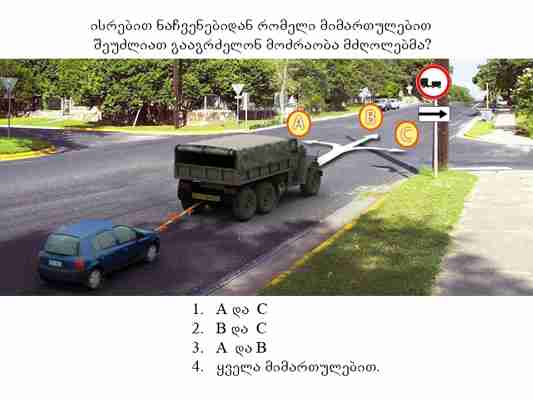 ისრებით ნაჩვენებიდან რომელი მიმართულებით
შეუძლიათ გააგრძელონ მოძრაობა მძღოლებმა?
A B C
1. A და C
2. B და C
3. A და B
4. ყველა მიმართულებით.